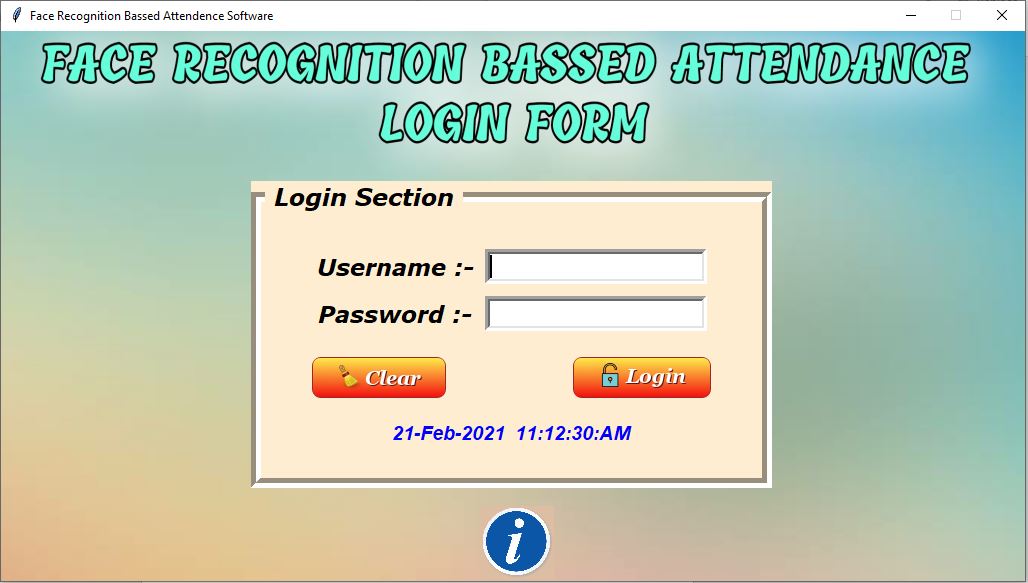 Face Recognition Bassed Attendence Software
FACE RECOGNITION BASSED ATTENDANCE
LOGIN FORM
Login Section
Username :-
Password :-
Clear
Login
21-Feb-2021 11:12:30:AM
i